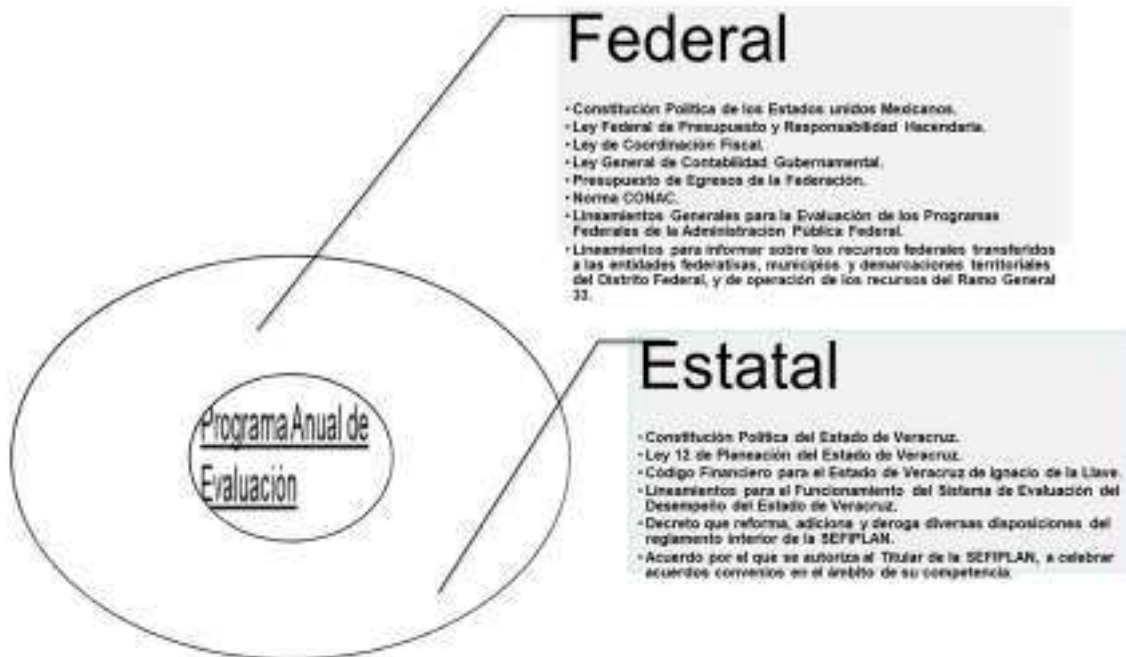 Federal
• Constitución Política de los Estados unidos Mexicanos.
• Ley Federal de Presupuesto y Responsabilidad Hacendaria.
• Ley de Coordinación Fiscal.
• Ley General de Contabilidad Gubernamental.
• Presupuesto de Egresos de la Federación.
• Norma CONAC.
• Lineamientos Generales para la Evaluación de los Programas
Federales de la Administración Pública Federal.
• Lineamientos para informar sobre los recursos federales transferidos
a las entidades federativas, municipios y demarcaciones territoriales
del Distrito Federal, y de operación de los recursos del Ramo General
33.
Estatal
• Constitución Política del Estado de Veracruz.
• Ley 12 de Planeación del Estado de Veracruz.
• Código Financiero para el Estado de Veracruz de Ignacio de la Llave.
• Lineamientos para el Funcionamiento del Sistema de Evaluación del
Desempeño del Estado de Veracruz.
• Decreto que reforma, adiciona y deroga diversas disposiciones del
reglamento interior de la SEFIPLAN.
• Acuerdo por el que se autoriza al Titular de la SEFIPLAN, a celebrar
acuerdos convenios en el ámbito de su competencia.
Programa Anual de
Evaluación